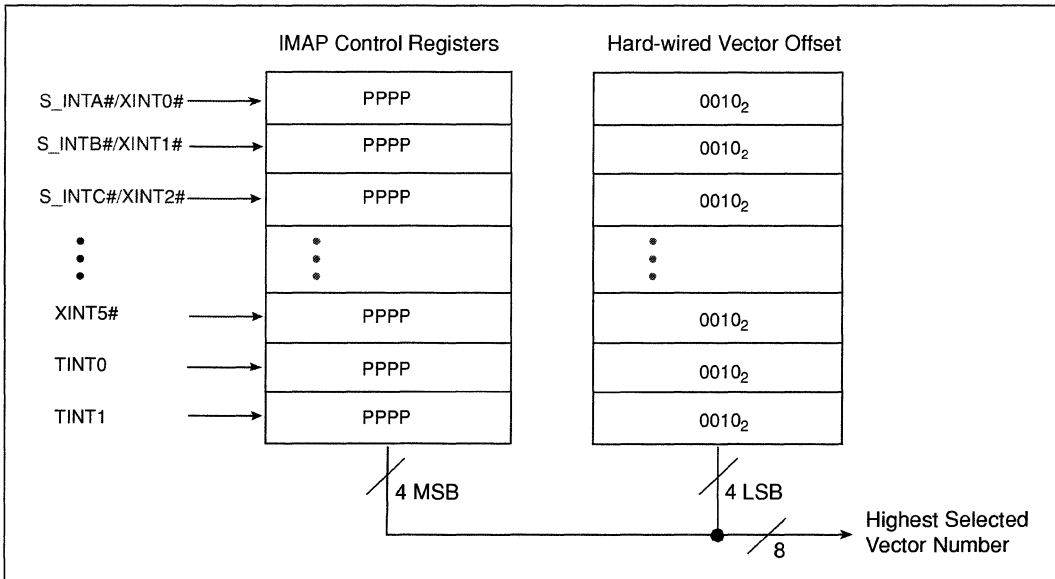 IMAP Control Registers Hard-wired Vector Offset
S_INTA#/XINT0# PPPP 0010₂
S_INTB#/XINT1# PPPP 0010₂
S_INTC#/XINT2# PPPP 0010₂
XINT5# PPPP 0010₂
TINT0 PPPP 0010₂
TINT1 PPPP 0010₂
4 MSB 4 LSB
8
Highest Selected
Vector Number